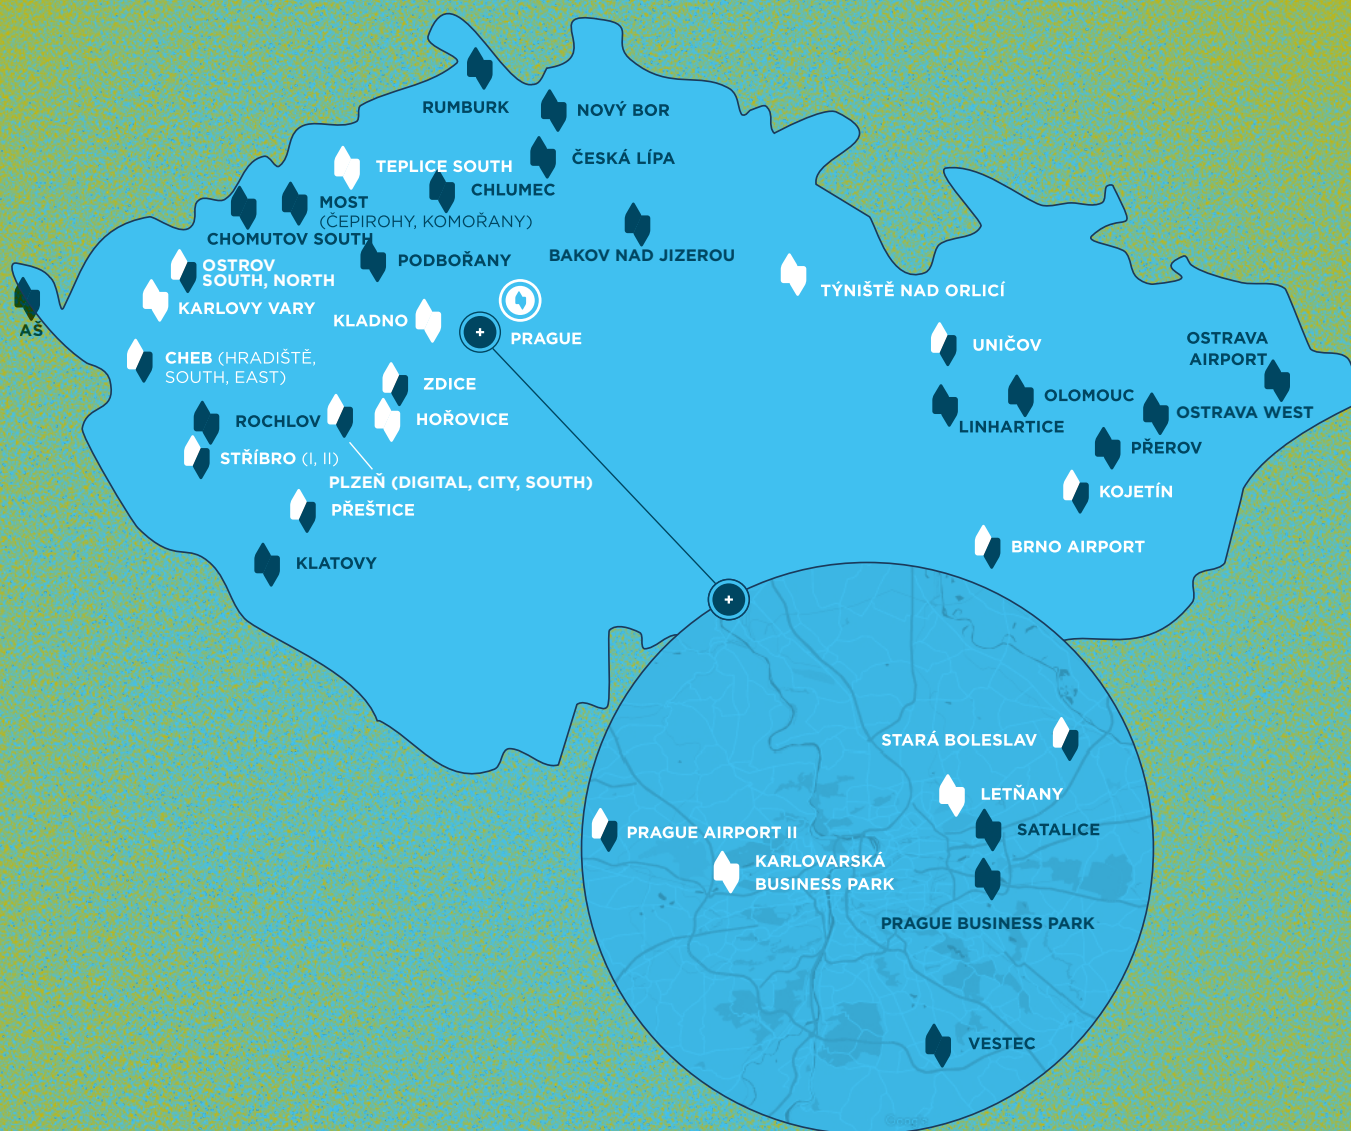 RUMBURK
NOVÝ BOR
ČESKÁ LÍPA
TEPLICE SOUTH
CHLUMEC
MOST
(ČEPIROHY, KOMOŘANY)
CHOMUTOV SOUTH
PODBOŘANY
BAKOV NAD JIZEROU
OSTROV
SOUTH, NORTH
KARLOVY VARY
AŠ
KLADNO
PRAGUE
CHEB (HRADIŠTĚ,
SOUTH, EAST)
ZDICE
ROCHLOV
HOŘOVICE
STŘÍBRO (I, II)
PLZEŇ (DIGITAL, CITY, SOUTH)
PŘEŠTICE
KLATOVY
TÝNIŠTĚ NAD ORLICÍ
UNIČOV
OSTRAVA
AIRPORT
OLOMOUC
OSTRAVA WEST
LINHARTICE
PŘEROV
KOJETÍN
BRNO AIRPORT
STARÁ BOLESLAV
LETŇANY
SATALICE
PRAGUE AIRPORT II
KARLOVARSKÁ
BUSINESS PARK
PRAGUE BUSINESS PARK
VESTEC
Google